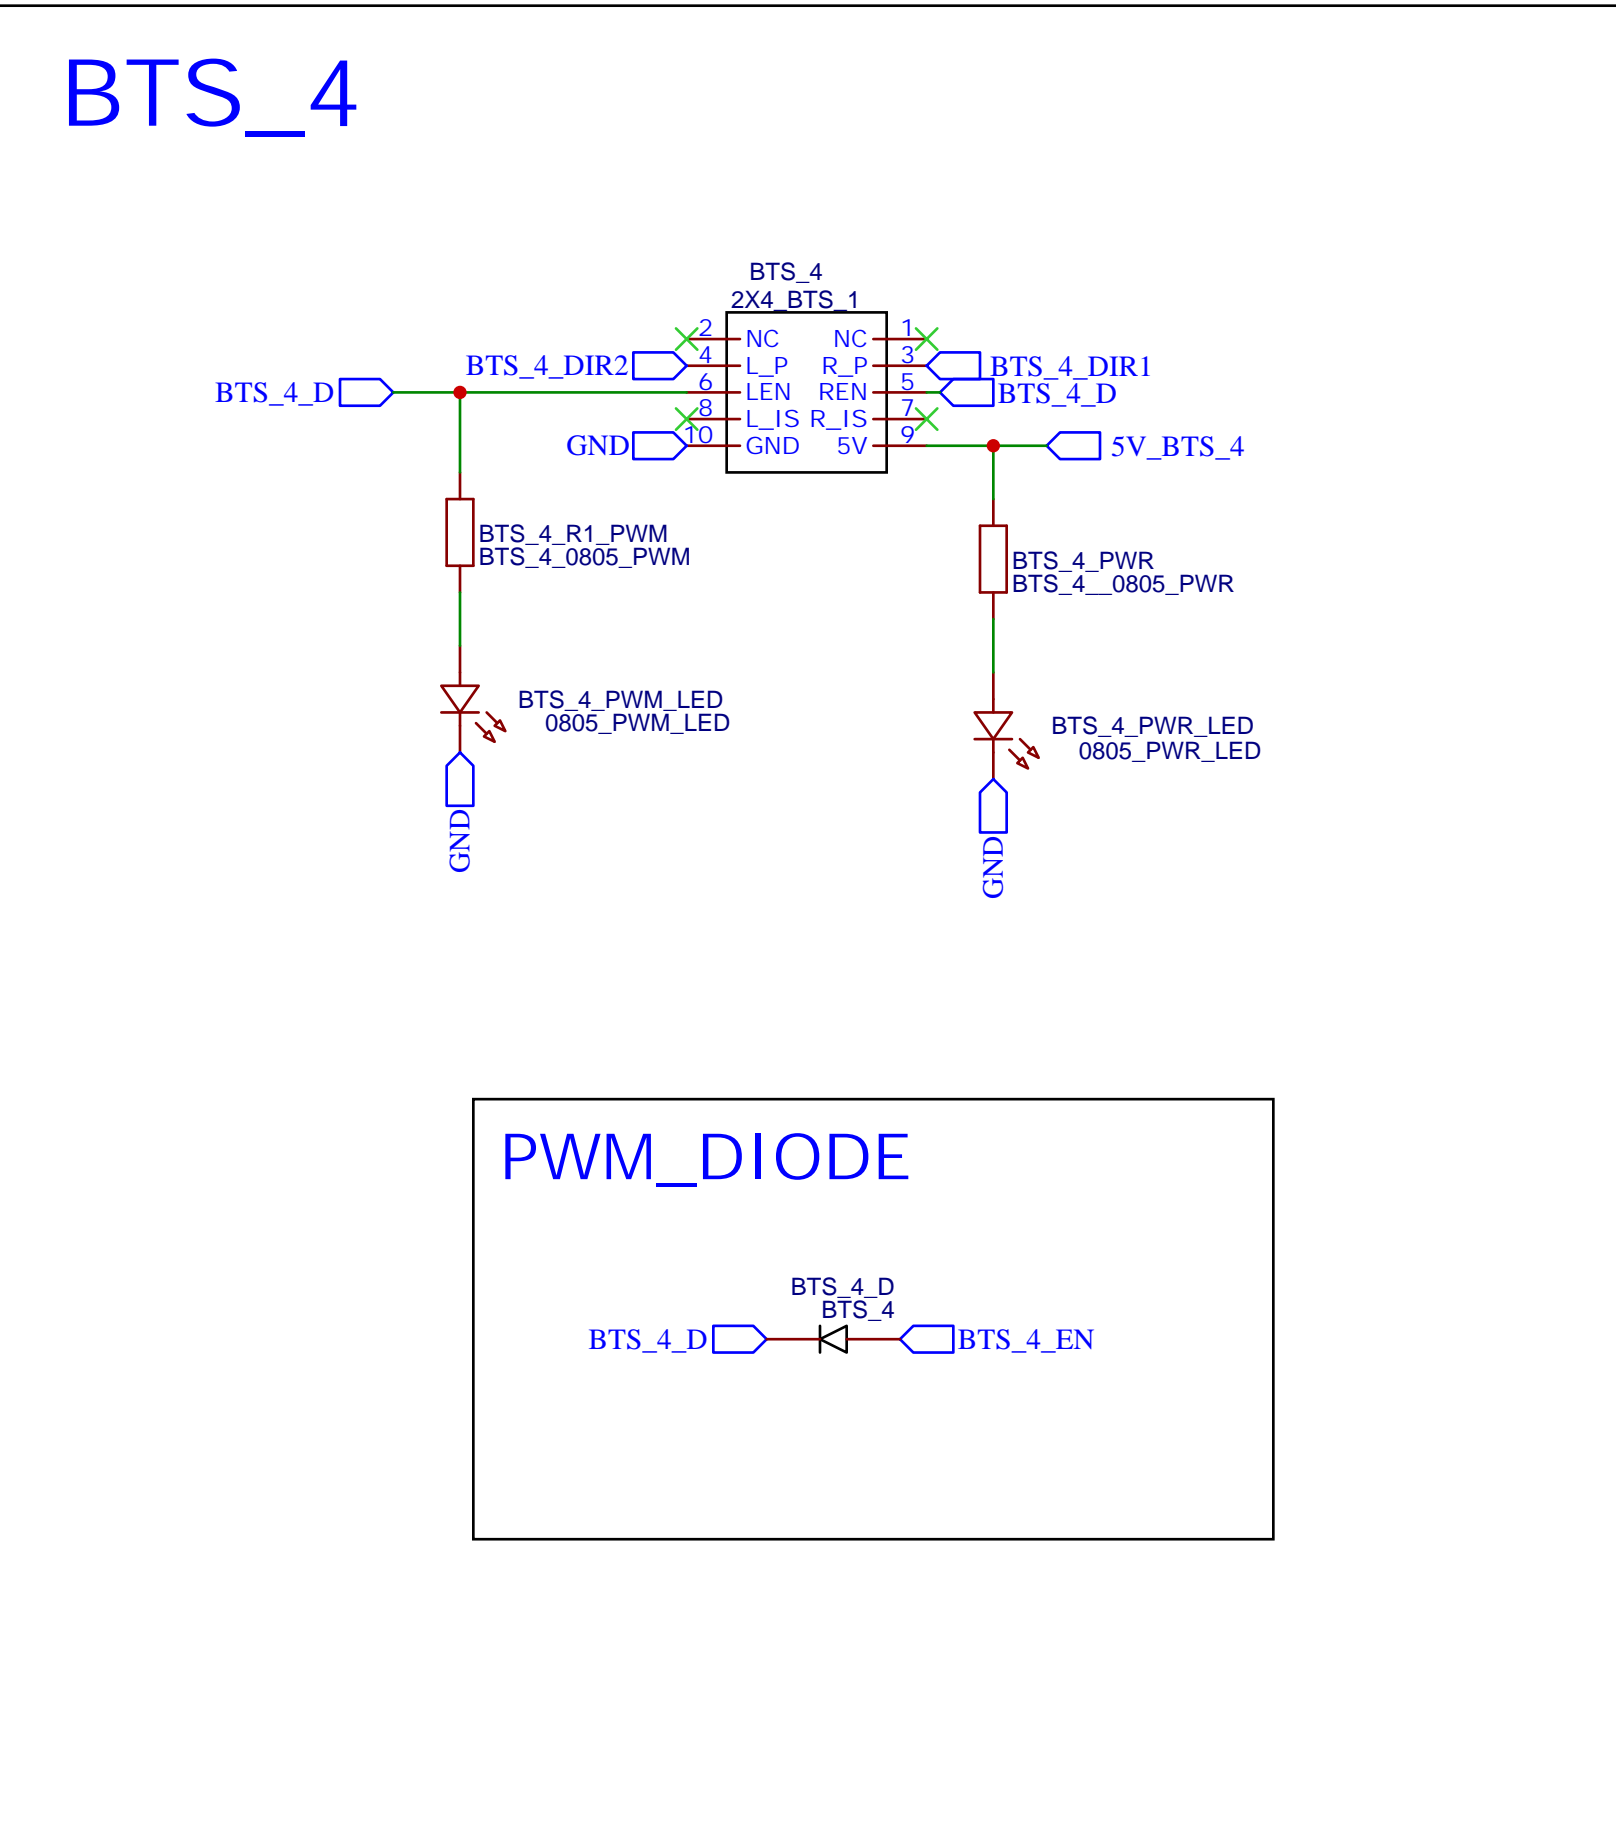 BTS_4
BTS_4
2X4_BTS_1
2 NC NC 1
BTS_4_DIR2 4 L_P R_P 3 BTS_4_DIR1
BTS_4_D 6 LEN REN 5 BTS_4_D
8 L_IS R_IS 7
GND 10 GND 5V 9 5V_BTS_4
BTS_4_R1_PWM
BTS_4_0805_PWM
BTS_4_PWR
BTS_4__0805_PWR
BTS_4_PWM_LED
0805_PWM_LED
BTS_4_PWR_LED
0805_PWR_LED
GND
GND
PWM_DIODE
BTS_4_D
BTS_4
BTS_4_D BTS_4_EN